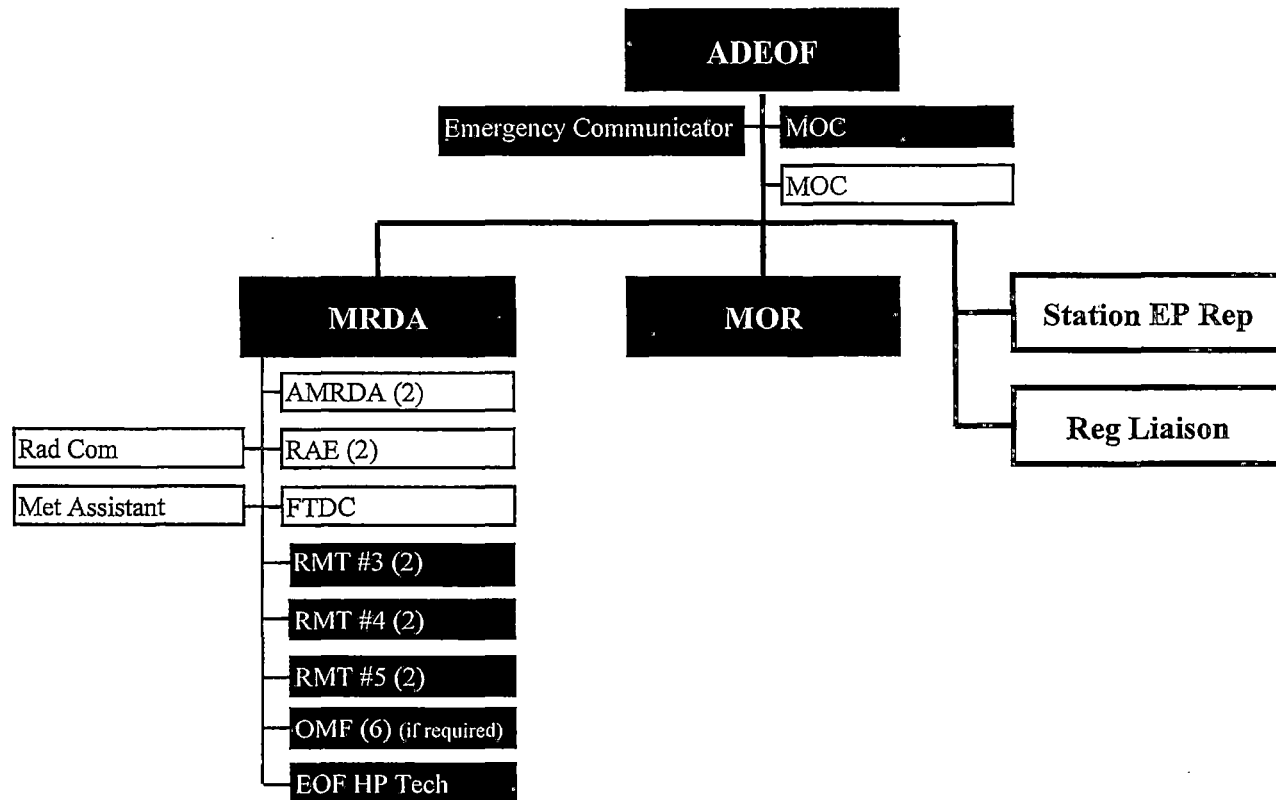 ADEOF
Emergency Communicator
MOC
MOC
MRDA
MOR
Station EP Rep
Reg Liaison
AMRDA (2)
Rad Com
RAE (2)
Met Assistant
FTDC
RMT #3 (2)
RMT #4 (2)
RMT #5 (2)
OMF (6) (if required)
EOF HP Tech